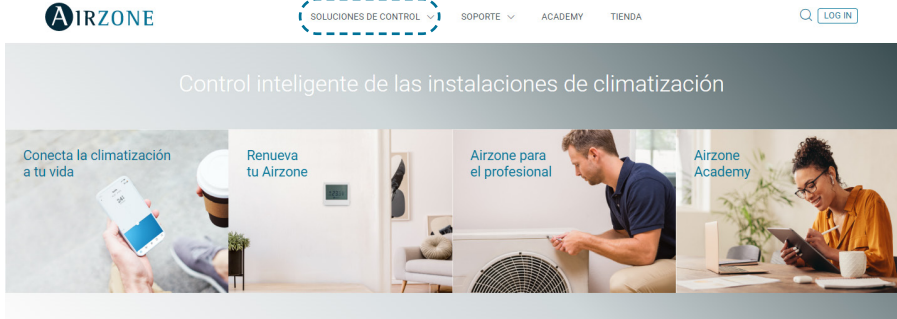 AIRZONE
SOLUCIONES DE CONTROL
SOPORTE
ACADEMY
TIENDA
LOG IN
Control inteligente de las instalaciones de climatización
Conecta la climatización
a tu vida
Renueva
tu Airzone
Airzone para
el profesional
Airzone
Academy